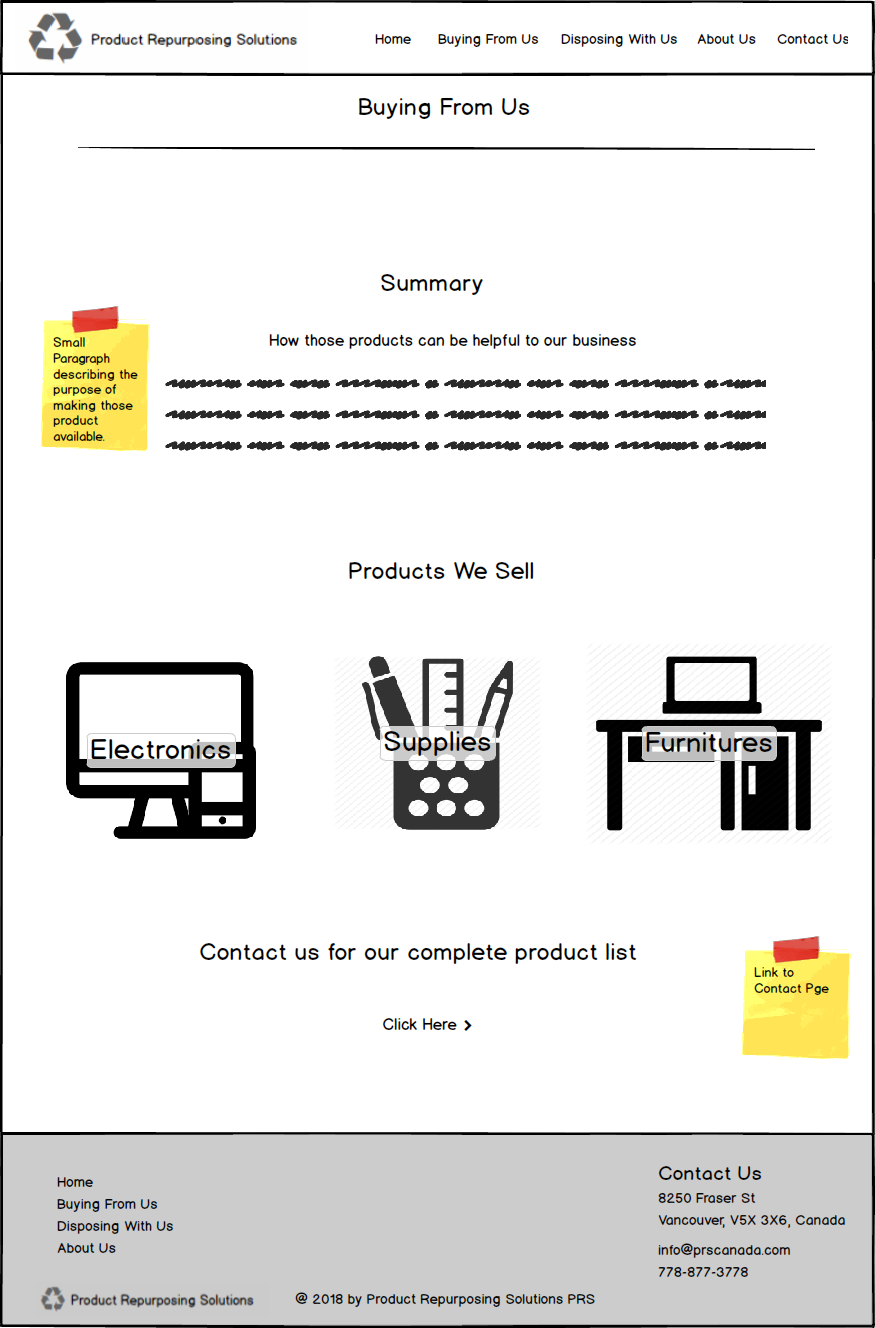 Product Repurposing Solutions
Home Buying From Us Disposing With Us About Us Contact Us
Buying From Us
Summary
Small
Paragraph
describing the
purpose of
making those
product
available.
How those products can be helpful to our business
Products We Sell
Electronics
Supplies
Furnitures
Contact us for our complete product list
Link to
Contact Pge
Click Here
Home
Buying From Us
Disposing With Us
About Us
Contact Us
8250 Fraser St
Vancouver, V5X 3X6, Canada
info@prscanada.com
778-877-3778
Product Repurposing Solutions
@ 2018 by Product Repurposing Solutions PRS